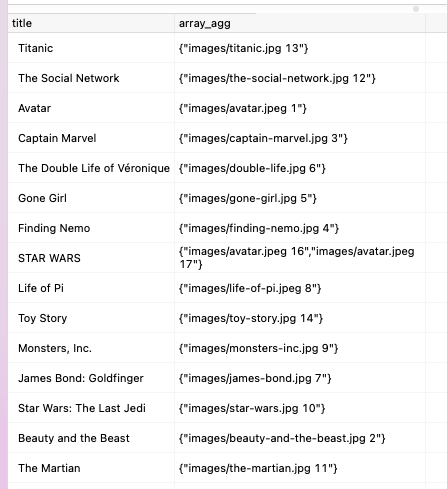 title array_agg
Titanic {"images/titanic.jpg 13"}
The Social Network {"images/the-social-network.jpg 12"}
Avatar {"images/avatar.jpeg 1"}
Captain Marvel {"images/captain-marvel.jpg 3"}
The Double Life of Véronique {"images/double-life.jpg 6"}
Gone Girl {"images/gone-girl.jpg 5"}
Finding Nemo {"images/finding-nemo.jpg 4"}
STAR WARS {"images/avatar.jpeg 16","images/avatar.jpeg
17"}
Life of Pi {"images/life-of-pi.jpeg 8"}
Toy Story {"images/toy-story.jpg 14"}
Monsters, Inc. {"images/monsters-inc.jpg 9"}
James Bond: Goldfinger {"images/james-bond.jpg 7"}
Star Wars: The Last Jedi {"images/star-wars.jpg 10"}
Beauty and the Beast {"images/beauty-and-the-beast.jpg 2"}
The Martian {"images/the-martian.jpg 11"}